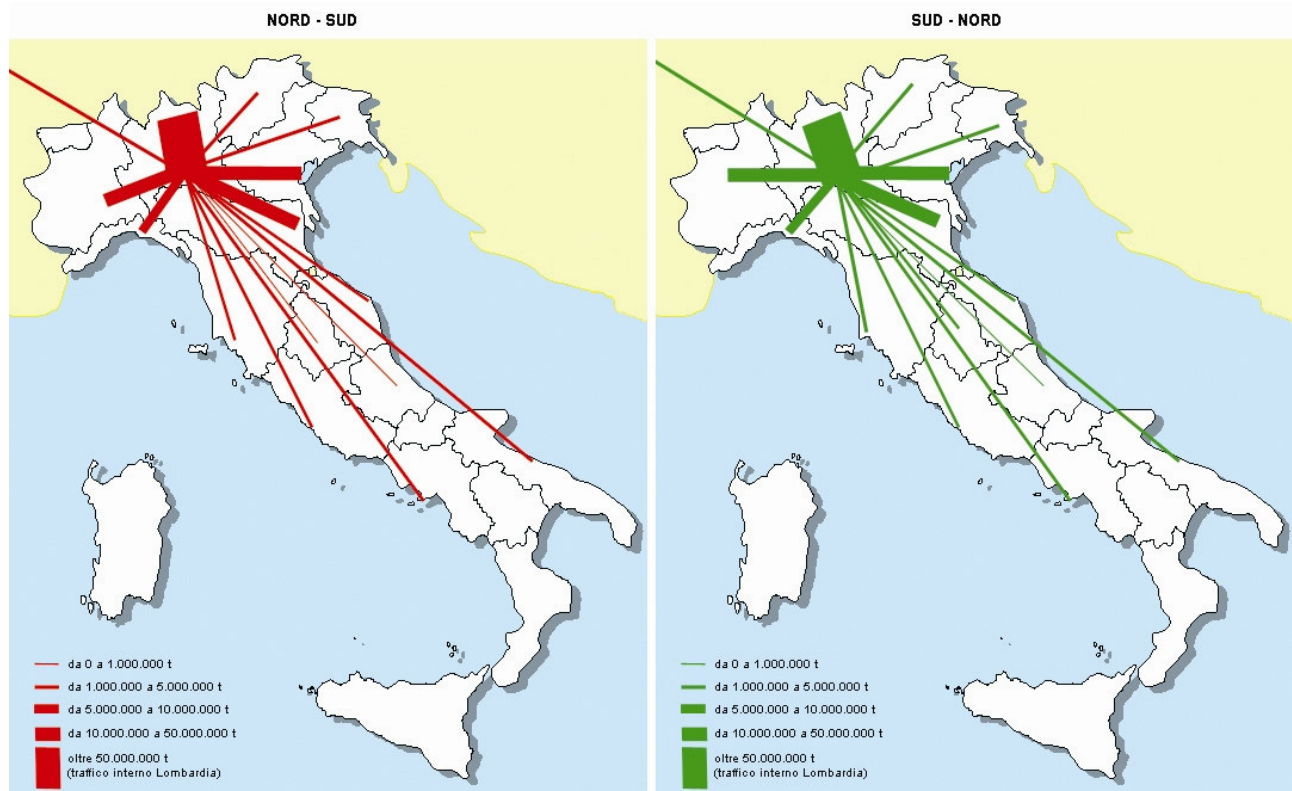 NORD - SUD
da 0 a 1.000.000 t
da 1.000.000 a 5.000.000 t
da 5.000.000 a 10.000.000 t
da 10.000.000 a 50.000.000 t
oltre 50.000.000 t
(traffico interno Lombardia)
SUD - NORD
da 0 a 1.000.000 t
da 1.000.000 a 5.000.000 t
da 5.000.000 a 10.000.000 t
da 10.000.000 a 50.000.000 t
oltre 50.000.000 t
(traffico interno Lombardia)